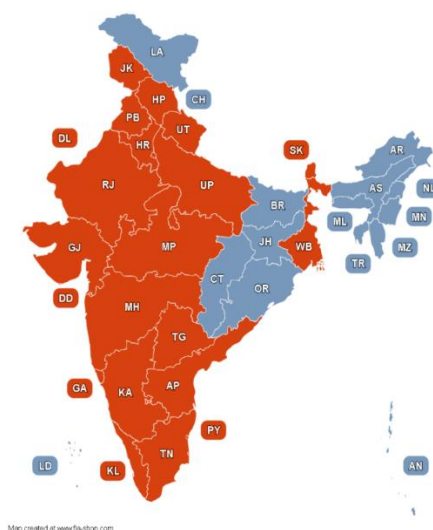 LA
JK
HP
CH
PB
UT
DL
HR
SK
AR
RJ
UP
AS
NL
BR
ML
MN
GJ
MP
JH
WB
MZ
TR
CT
DD
OR
MH
TG
GA
KA
AP
PY
TN
LD
KL
AN
Map created at www.fla-shop.com